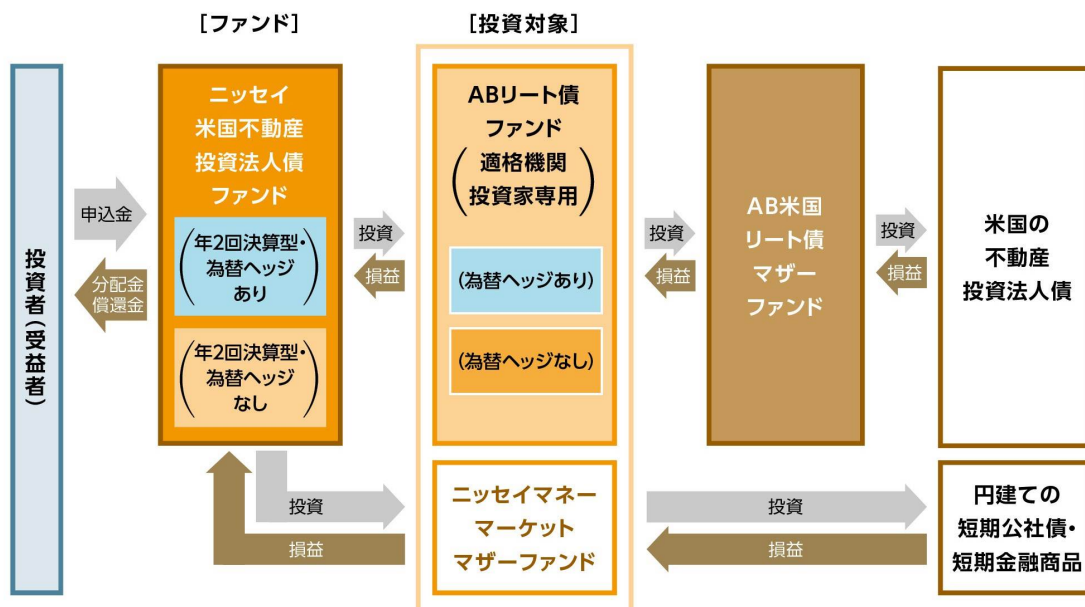 [ファンド]
[投資対象]
投資者(受益者)
申込金
分配金
償還金
ニッセイ
米国不動産
投資法人債
ファンド
(年2回決算型・
為替ヘッジ
あり)
(年2回決算型・
為替ヘッジ
なし)
投資
損益
ABリート債
ファンド
(適格機関
投資家専用)
(為替ヘッジあり)
(為替ヘッジなし)
投資
損益
AB米国
リート債
マザー
ファンド
投資
損益
米国の
不動産
投資法人債
投資
損益
ニッセイマネー
マーケット
マザーファンド
投資
損益
円建ての
短期公社債・
短期金融商品